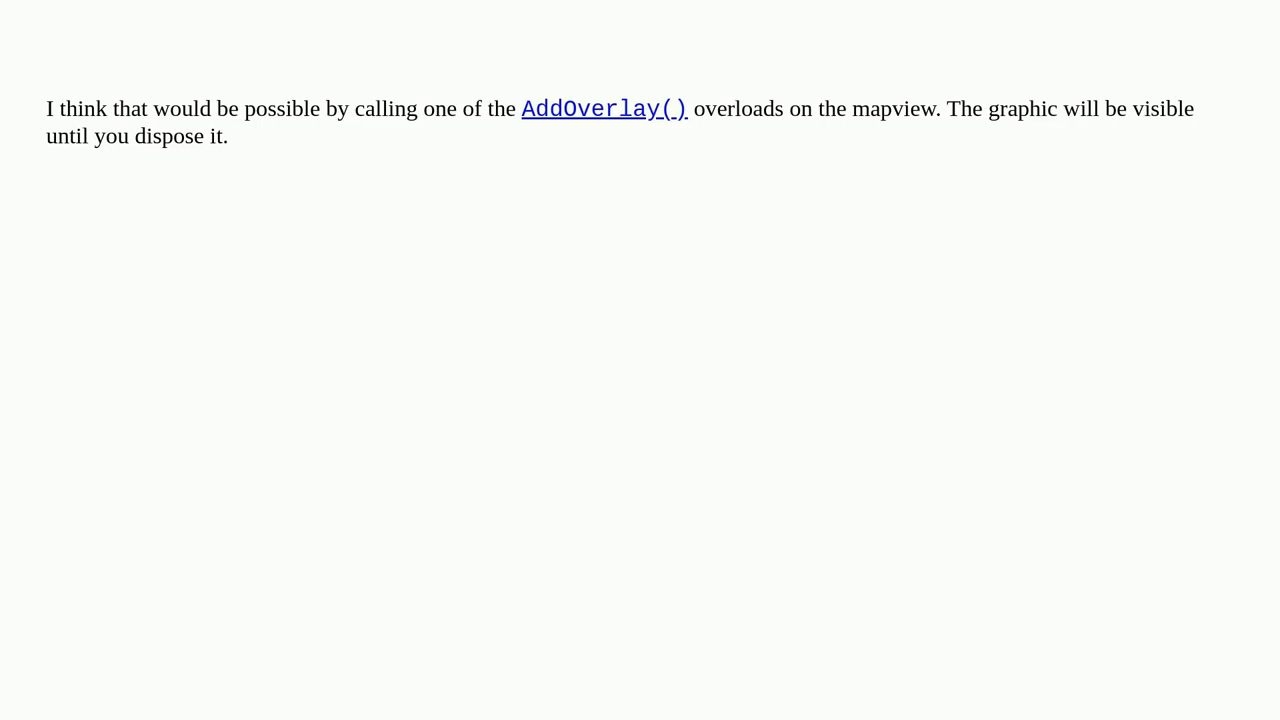 I think that would be possible by calling one of the AddOverlay() overloads on the mapview. The graphic will be visible
until you dispose it.